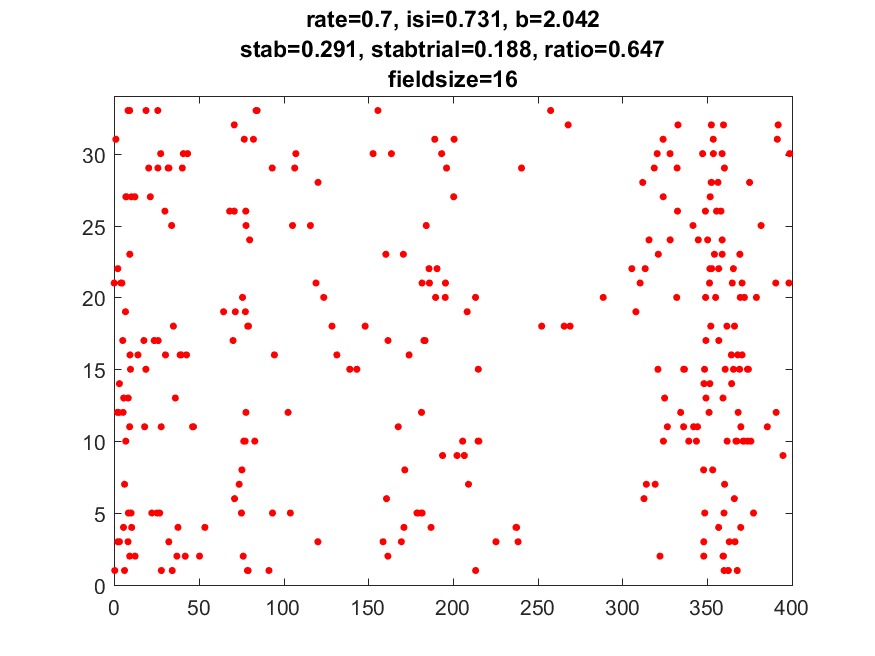 rate=0.7, isi=0.731, b=2.042
stab=0.291, stabtrial=0.188, ratio=0.647
fieldsize=16
30
25
20
15
10
5
0
0 50 100 150 200 250 300 350 400